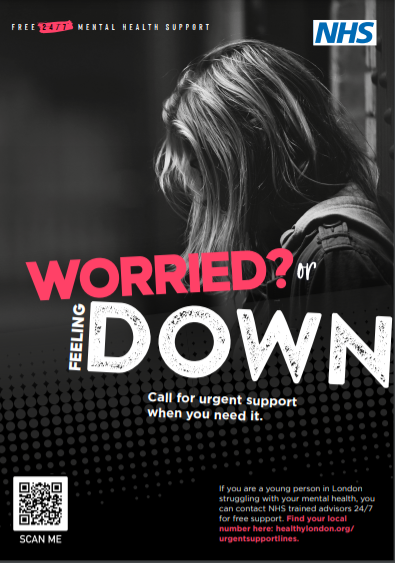 FREE 24/7 MENTAL HEALTH SUPPORT
NHS
WORRIED? or
FEELING
DOWN
Call for urgent support
when you need it.
If you are a young person in London
struggling with your mental health, you
can contact NHS trained advisors 24/7
for free support. Find your local
number here: healthylondon.org/
urgentsupportlines.
SCAN ME